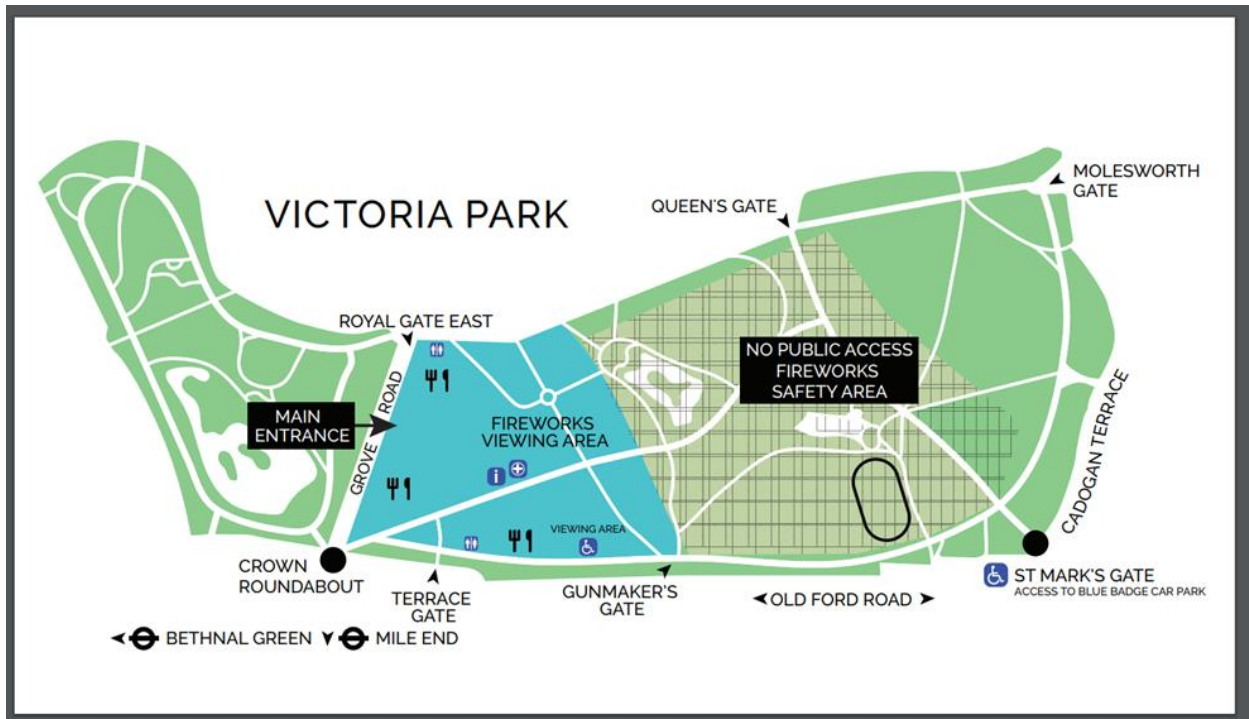 VICTORIA PARK
MOLESWORTH
GATE
QUEEN'S GATE
ROYAL GATE EAST
NO PUBLIC ACCESS
FIREWORKS
SAFETY AREA
MAIN
ENTRANCE
GROVE ROAD
FIREWORKS
VIEWING AREA
i
CADOGAN TERRACE
VIEWING AREA
CROWN
ROUNDABOUT
TERRACE
GATE
GUNMAKER'S
GATE
OLD FORD ROAD
ST MARK'S GATE
ACCESS TO BLUE BADGE CAR PARK
BETHNAL GREEN
MILE END